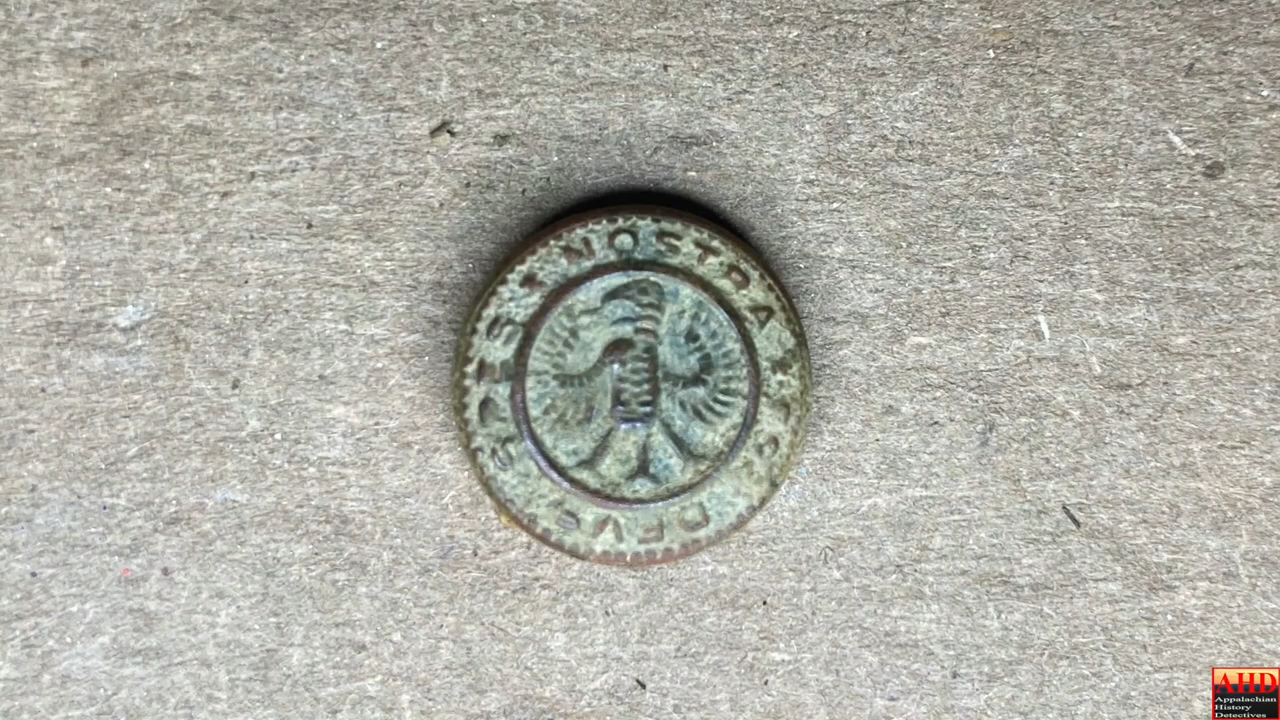 SPES NOSTRA DEVS
AHD
Appalachian
History
Detectives